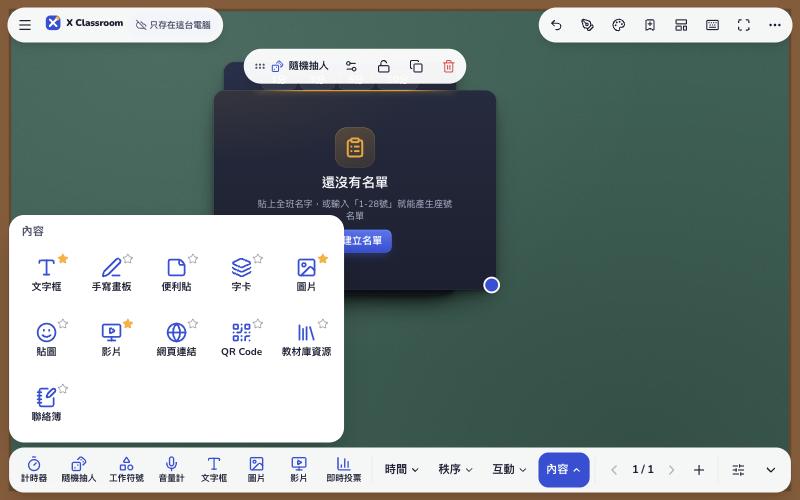 X Classroom
只存在這台電腦
隨機抽人
還沒有名單
貼上全班名字，或輸入「1-28號」就能產生座號
名單
建立名單
內容
文字框
手寫畫板
便利貼
字卡
圖片
貼圖
影片
網頁連結
QR Code
教材庫資源
聯絡簿
計時器
隨機抽人
工作符號
音量計
文字框
圖片
影片
即時投票
時間
秩序
互動
內容
1 / 1